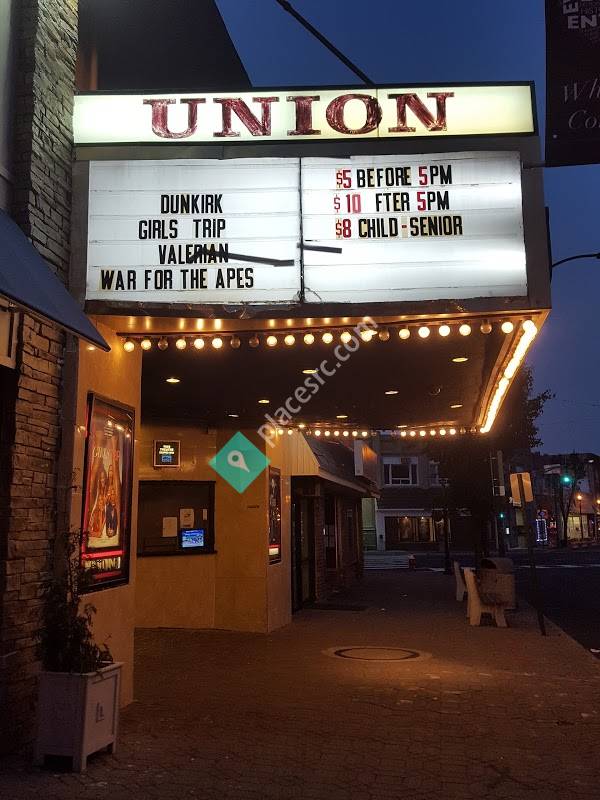 UNION
DUNKIRK
GIRLS TRIP
VALERIAN
WAR FOR THE APES
$5 BEFORE 5PM
$10 FTER 5PM
$8 CHILD-SENIOR
placesrc.com